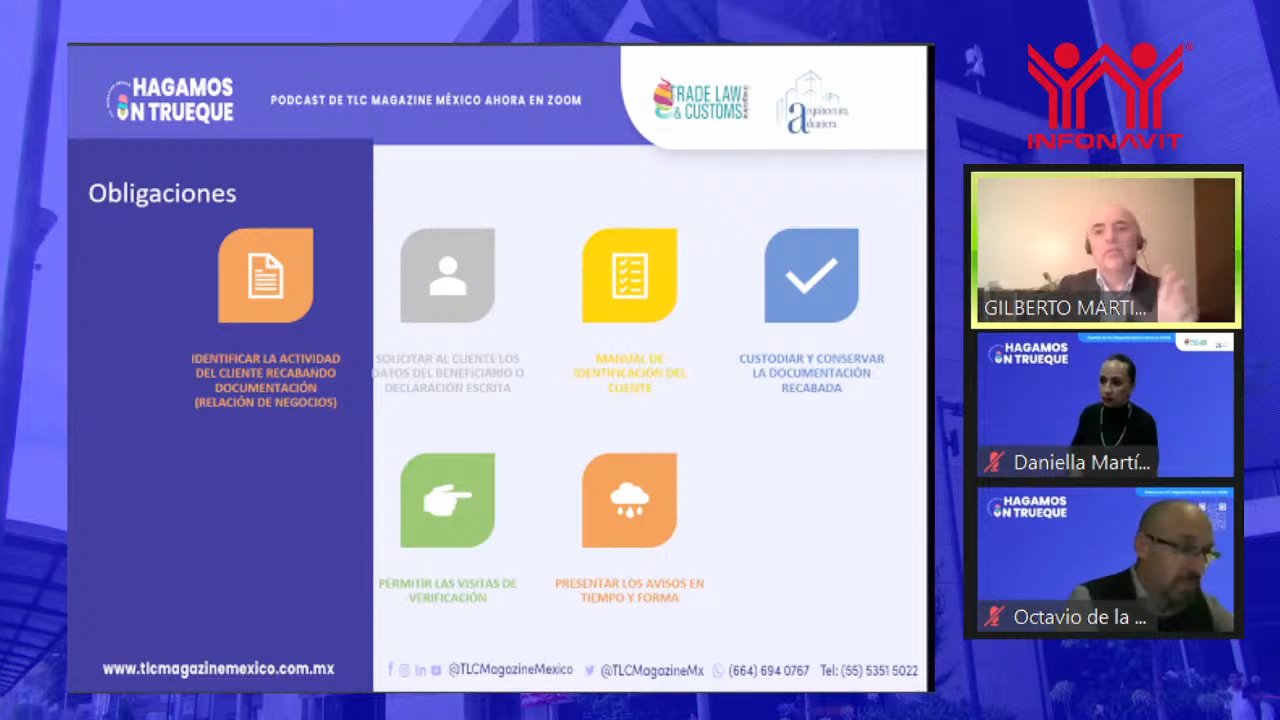 HAGAMOS
UN TRUEQUE
PODCAST DE TLC MAGAZINE MÉXICO AHORA EN ZOOM
TRADE LAW
& CUSTOMS
arquitectura
aduanera
INFONAVIT
Obligaciones
IDENTIFICAR LA ACTIVIDAD
DEL CLIENTE RECABANDO
DOCUMENTACIÓN
(RELACIÓN DE NEGOCIOS)
SOLICITAR AL CLIENTE LOS
DATOS DEL BENEFICIARIO O
DECLARACIÓN ESCRITA
MANUAL DE
IDENTIFICACIÓN DEL
CLIENTE
CUSTODIAR Y CONSERVAR
LA DOCUMENTACIÓN
RECABADA
PERMITIR LAS VISITAS DE
VERIFICACIÓN
PRESENTAR LOS AVISOS EN
TIEMPO Y FORMA
www.tlcmagazinemexico.com.mx
@TLCMagazineMexico
@TLCMagazineMx
(664) 694 0767
Tel: (55) 5351 5022
GILBERTO MARTI...
HAGAMOS
UN TRUEQUE
Daniella Martí...
HAGAMOS
UN TRUEQUE
Octavio de la ...